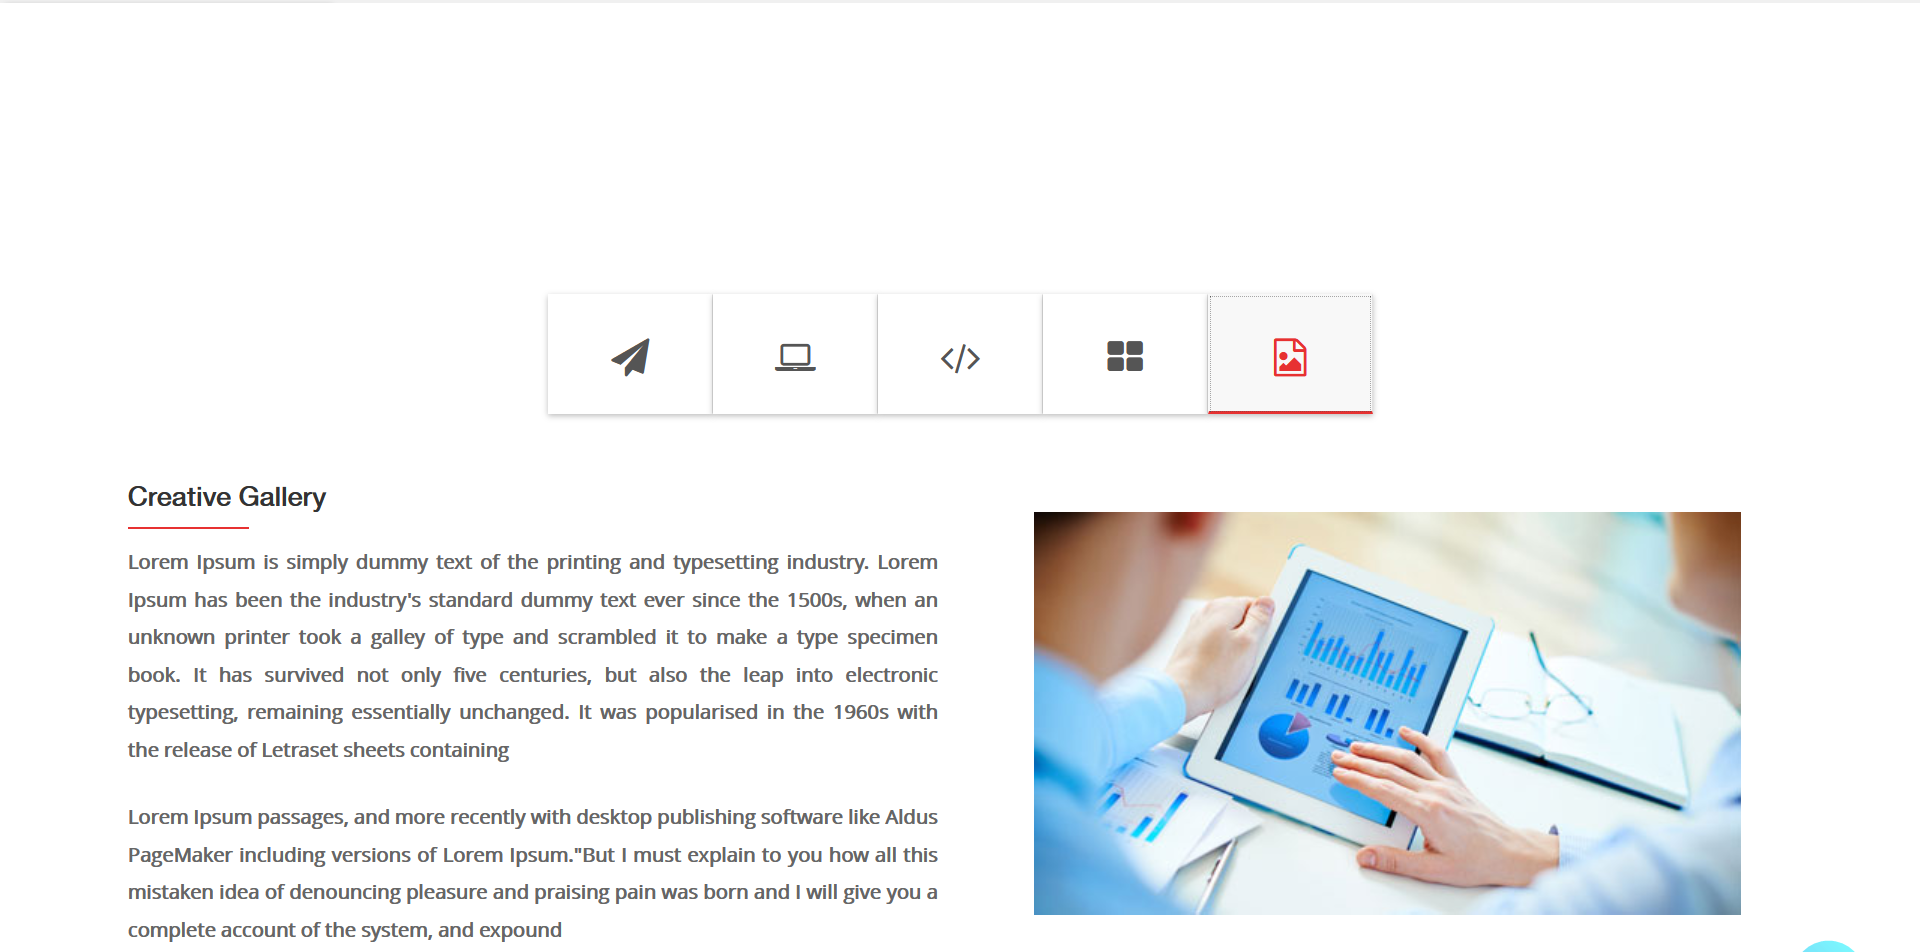 Creative Gallery
Lorem Ipsum is simply dummy text of the printing and typesetting industry. Lorem
Ipsum has been the industry's standard dummy text ever since the 1500s, when an
unknown printer took a galley of type and scrambled it to make a type specimen
book. It has survived not only five centuries, but also the leap into electronic
typesetting, remaining essentially unchanged. It was popularised in the 1960s with
the release of Letraset sheets containing
Lorem Ipsum passages, and more recently with desktop publishing software like Aldus
PageMaker including versions of Lorem Ipsum."But I must explain to you how all this
mistaken idea of denouncing pleasure and praising pain was born and I will give you a
complete account of the system, and expound